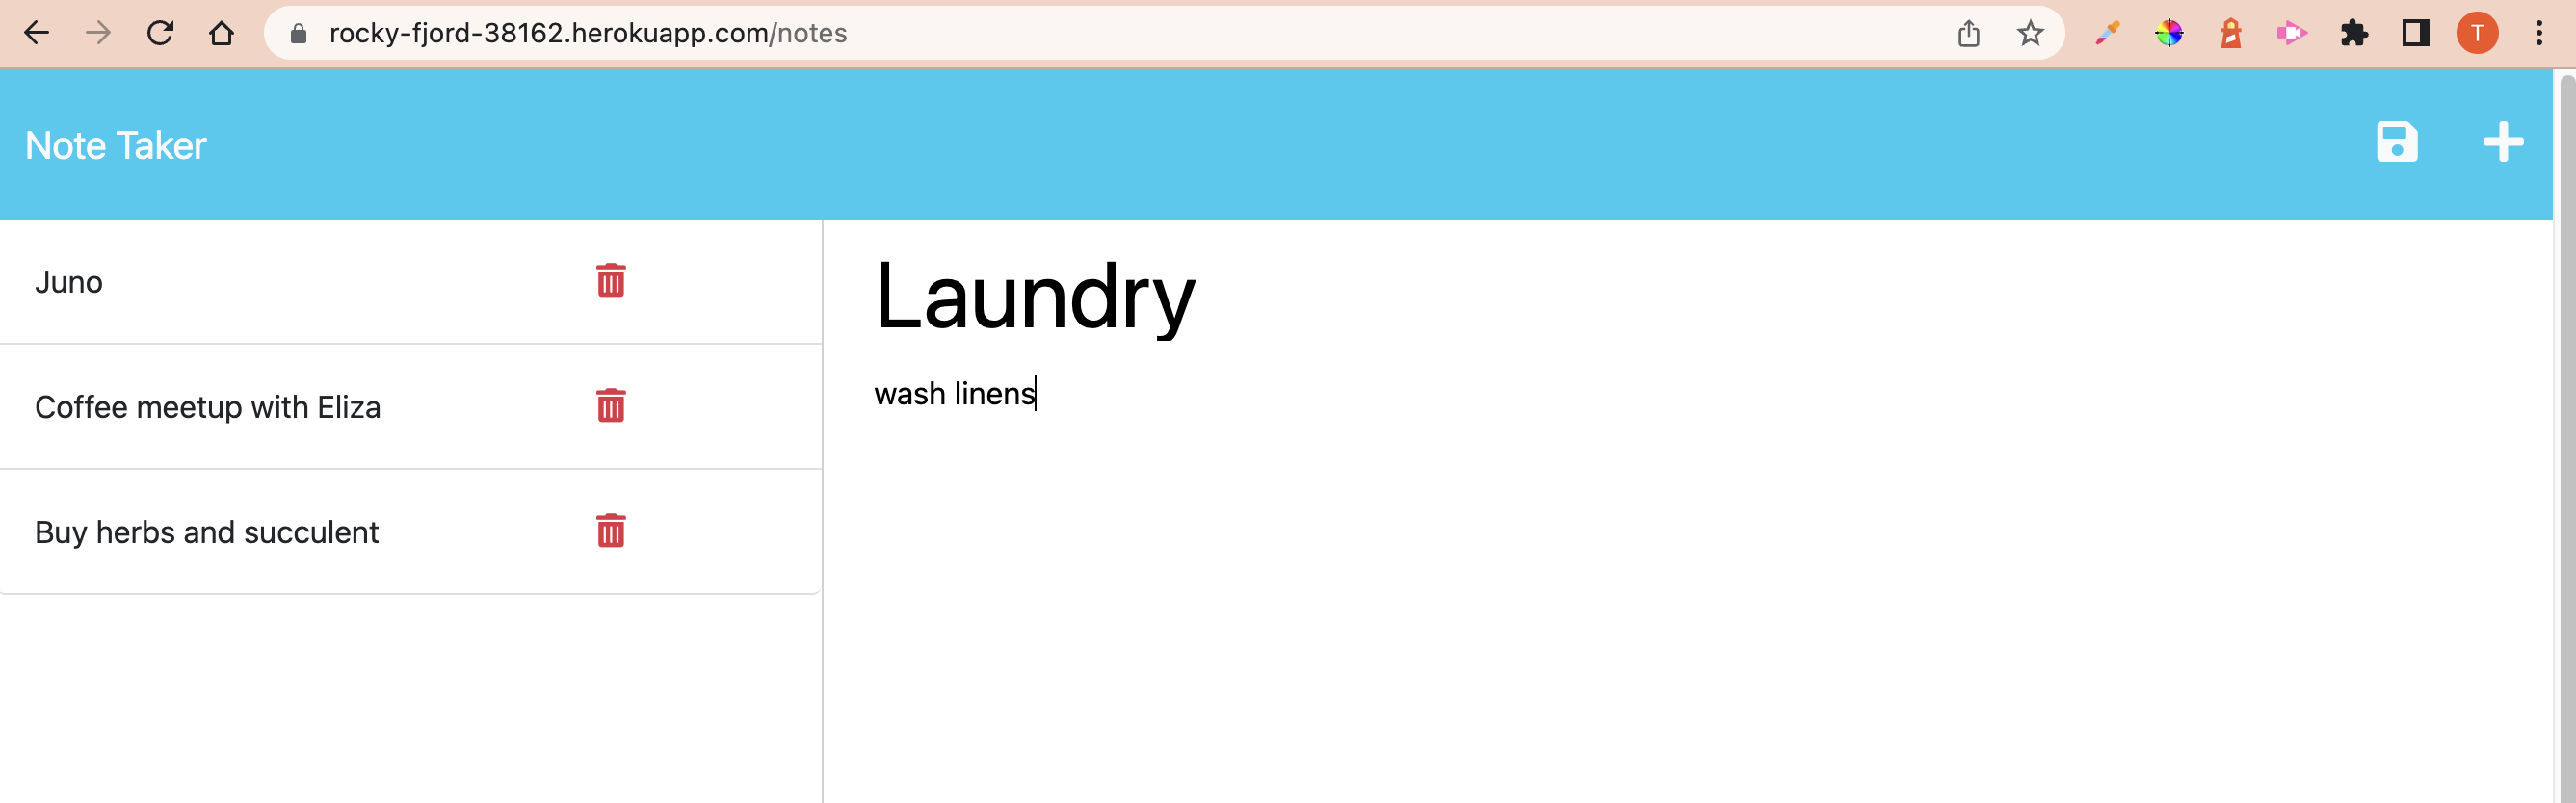 rocky-fjord-38162.herokuapp.com/notes
T
Note Taker
Juno
Coffee meetup with Eliza
Buy herbs and succulent
Laundry
wash linens